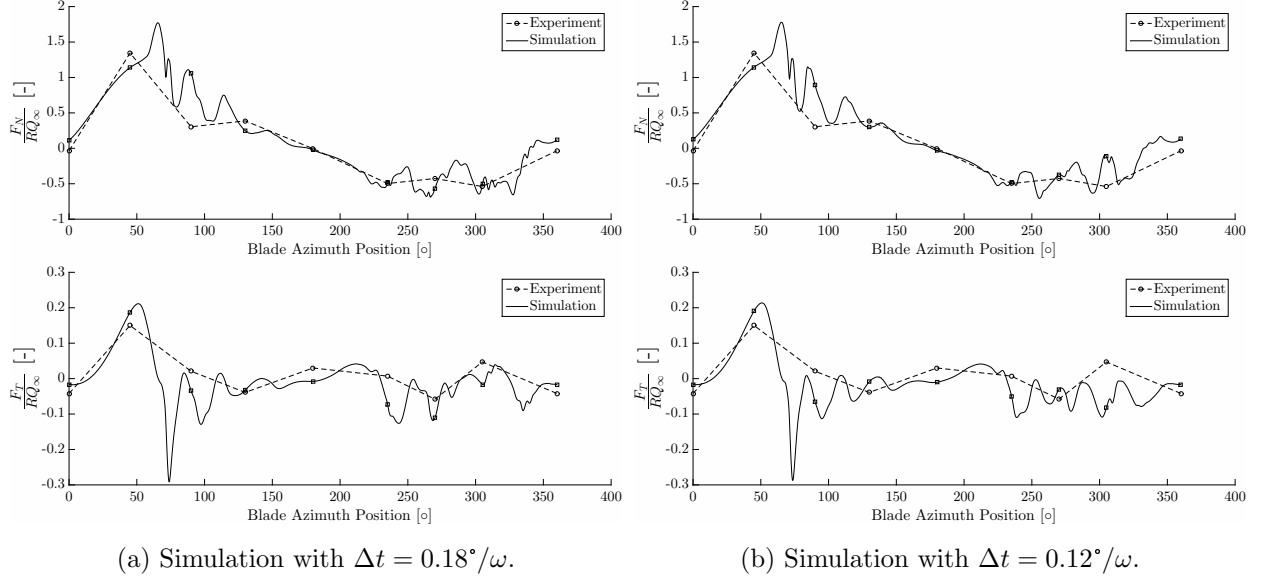 2
1.5
1
0.5
0
-0.5
-1
0 50 100 150 200 250 300 350 400
Blade Azimuth Position [∘]
F_N/RQ_∞ [-]
Experiment
Simulation
2
1.5
1
0.5
0
-0.5
-1
0 50 100 150 200 250 300 350 400
Blade Azimuth Position [∘]
F_N/RQ_∞ [-]
Experiment
Simulation
0.3
0.2
0.1
0
-0.1
-0.2
-0.3
0 50 100 150 200 250 300 350 400
Blade Azimuth Position [∘]
F_T/RQ_∞ [-]
Experiment
Simulation
0.3
0.2
0.1
0
-0.1
-0.2
-0.3
0 50 100 150 200 250 300 350 400
Blade Azimuth Position [∘]
F_T/RQ_∞ [-]
Experiment
Simulation
(a) Simulation with Δt = 0.18°/ω.
(b) Simulation with Δt = 0.12°/ω.